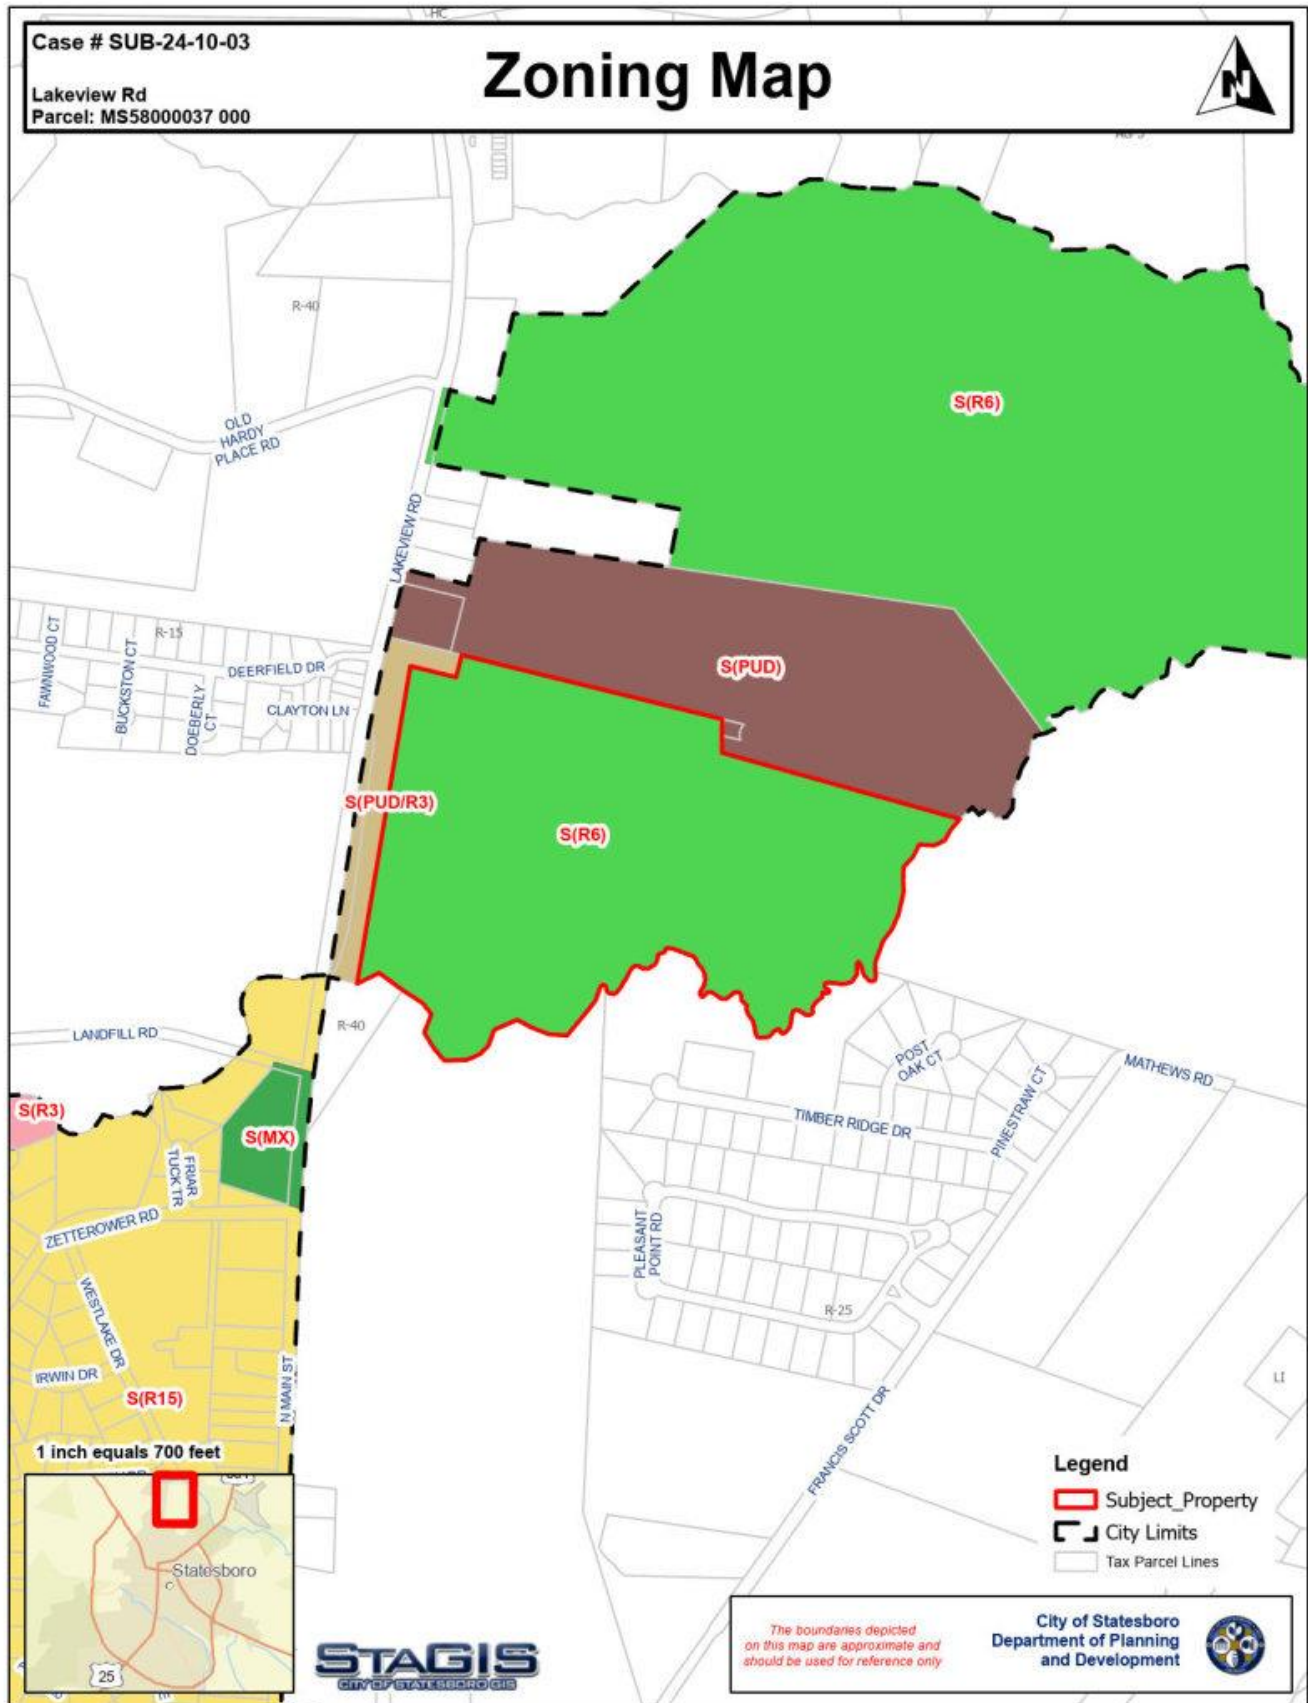 HC
Case # SUB-24-10-03
Zoning Map
N
Lakeview Rd
Parcel: MS58000037 000
R-40
S(R6)
OLD
HARDY
PLACE RD
LAKEVIEW RD
R-15
FAWNWOOD CT
BUCKSTON CT
DOEBERLY
CT
DEERFIELD DR
CLAYTON LN
S(PUD)
S(PUD/R3)
S(R6)
R-40
LANDFILL RD
POST
OAK CT
MATHEWS RD
PINESTRAW CT
TIMBER RIDGE DR
S(R3)
S(MX)
FRIAR
TUCK TR
ZETTEROWER RD
PLEASANT
POINT RD
WESTLAKE DR
R-25
IRWIN DR
S(R15)
N MAIN ST
LI
FRANCIS SCOTT DR
1 inch equals 700 feet
Statesboro
25
Legend
Subject_Property
City Limits
Tax Parcel Lines
STAGIS
CITY OF STATESBORO GIS
The boundaries depicted
on this map are approximate and
should be used for reference only
City of Statesboro
Department of Planning
and Development